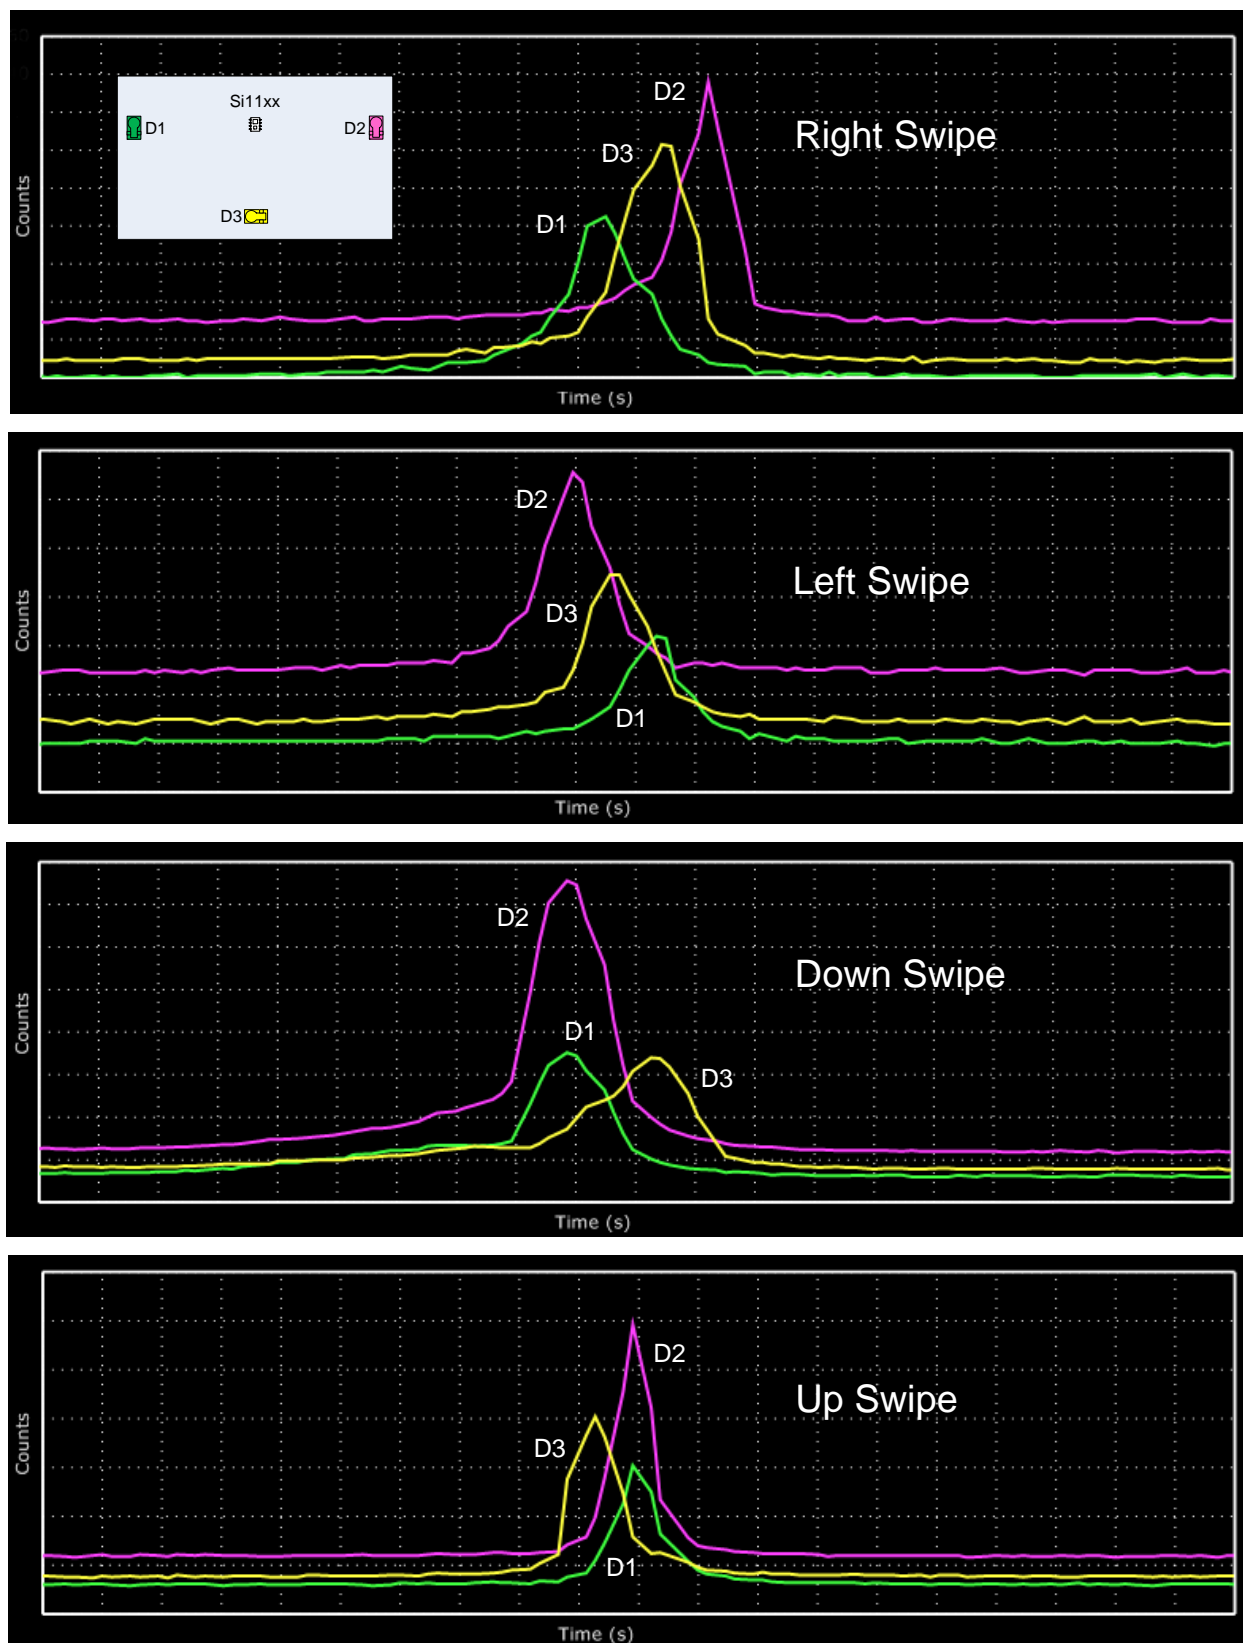 Si11xx
D1
D2
D3
D2
D3
D1
Right Swipe
Counts
Time (s)
D2
D3
D1
Left Swipe
Counts
Time (s)
D2
D1
D3
Down Swipe
Counts
Time (s)
D2
D3
D1
Up Swipe
Counts
Time (s)